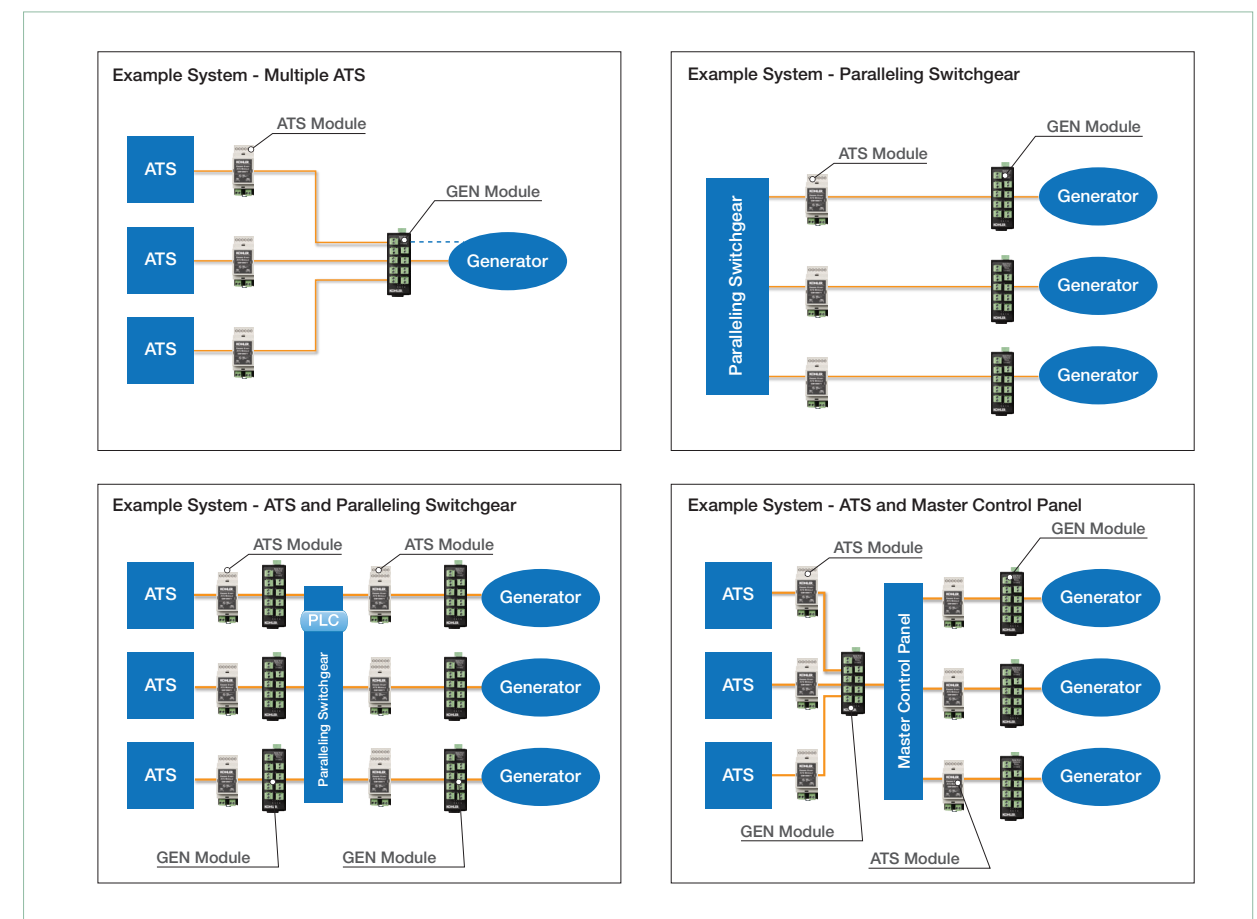 Example System - Multiple ATS
ATS Module
GEN Module
ATS
ATS
ATS
Generator
Example System - Paralleling Switchgear
GEN Module
ATS Module
Paralleling Switchgear
Generator
Generator
Generator
Example System - ATS and Paralleling Switchgear
ATS Module
ATS Module
ATS
ATS
ATS
PLC
Paralleling Switchgear
Generator
Generator
Generator
GEN Module
GEN Module
Example System - ATS and Master Control Panel
GEN Module
ATS Module
ATS
ATS
ATS
Master Control Panel
Generator
Generator
Generator
GEN Module
ATS Module